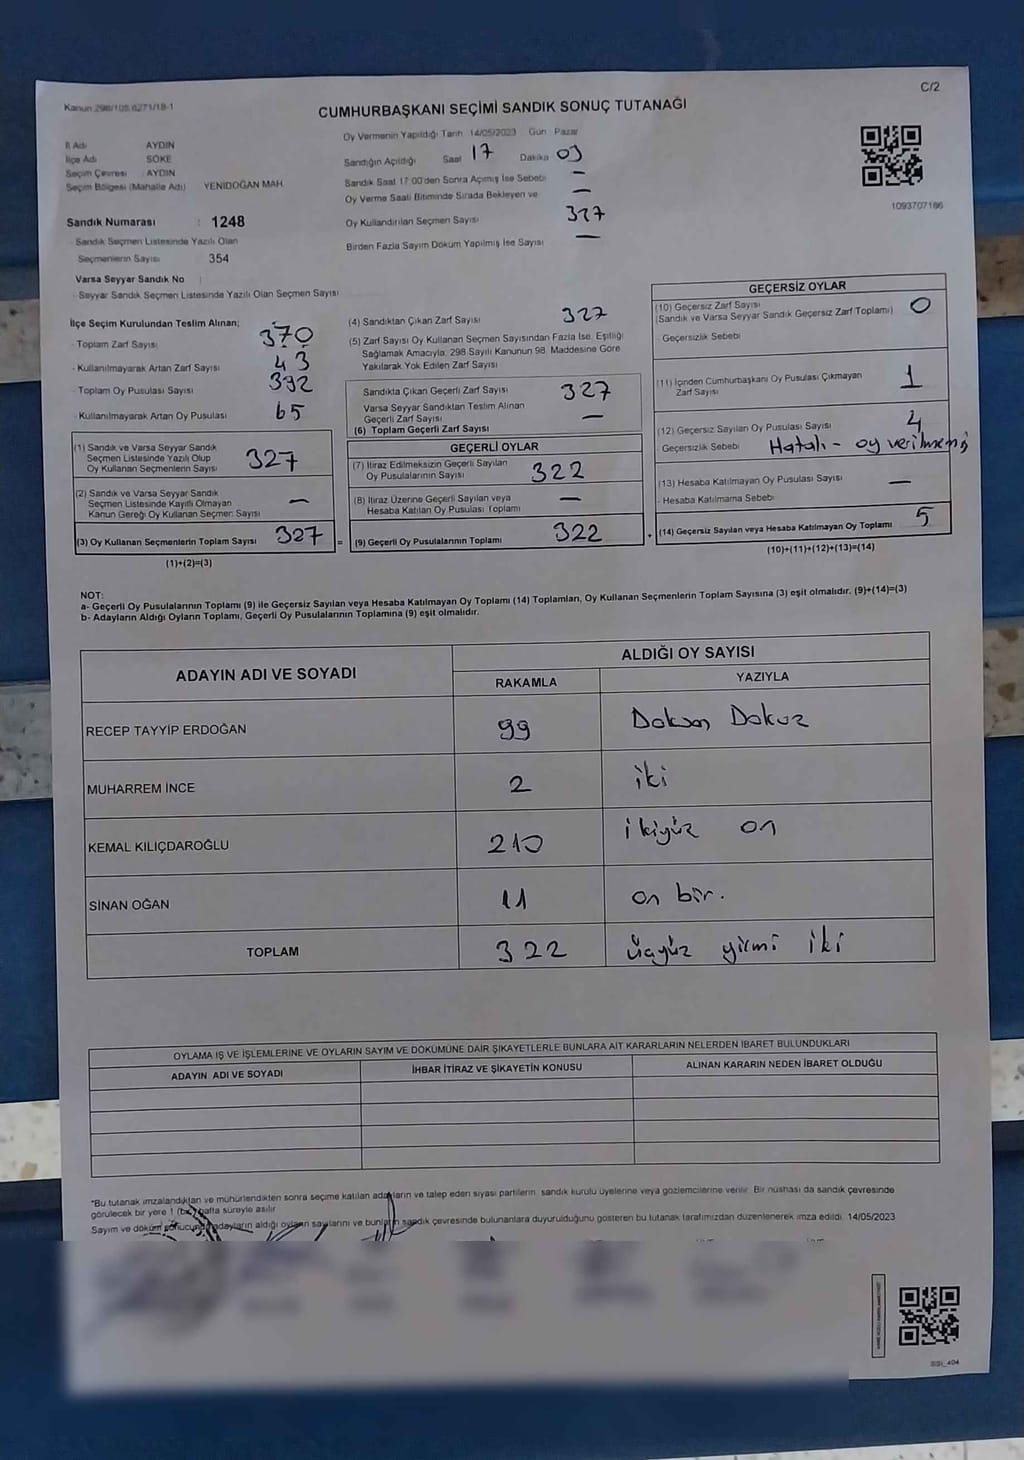 Kanun 298/105,6271/18-1
C/2
CUMHURBAŞKANI SEÇİMİ SANDIK SONUÇ TUTANAĞI
İl Adı AYDIN
İlçe Adı SÖKE
Seçim Çevresi : AYDIN
Seçim Bölgesi (Mahalle Adı) YENİDOĞAN MAH.
Sandık Numarası : 1248
- Sandık Seçmen Listesinde Yazılı Olan
Seçmenlerin Sayısı 354
Varsa Seyyar Sandık No :
- Seyyar Sandık Seçmen Listesinde Yazılı Olan Seçmen Sayısı
Oy Vermenin Yapıldığı Tarih 14/05/2023 Gün Pazar
Sandığın Açıldığı Saat 17 Dakika 03
Sandık Saat 17:00'den Sonra Açılmış İse Sebebi –
Oy Verme Saati Bitiminde Sırada Bekleyen ve –
Oy Kullandırılan Seçmen Sayısı 327
Birden Fazla Sayım Döküm Yapılmış İse Sayısı —
1093707186
İlçe Seçim Kurulundan Teslim Alınan;
- Toplam Zarf Sayısı 370
- Kullanılmayarak Artan Zarf Sayısı 43
- Toplam Oy Pusulası Sayısı 392
- Kullanılmayarak Artan Oy Pusulası 65
(1) Sandık ve Varsa Seyyar Sandık
Seçmen Listesinde Yazılı Olup
Oy Kullanan Seçmenlerin Sayısı 327
(2) Sandık ve Varsa Seyyar Sandık
Seçmen Listesinde Kayıtlı Olmayan
Kanun Gereği Oy Kullanan Seçmen Sayısı –
(3) Oy Kullanan Seçmenlerin Toplam Sayısı 327
(1)+(2)=(3)
(4) Sandıktan Çıkan Zarf Sayısı 327
(5) Zarf Sayısı Oy Kullanan Seçmen Sayısından Fazla İse, Eşitliği
Sağlamak Amacıyla, 298 Sayılı Kanunun 98. Maddesine Göre
Yakılarak Yok Edilen Zarf Sayısı
Sandıkta Çıkan Geçerli Zarf Sayısı 327
Varsa Seyyar Sandıktan Teslim Alınan
Geçerli Zarf Sayısı —
(6) Toplam Geçerli Zarf Sayısı
GEÇERLİ OYLAR
(7) İtiraz Edilmeksizin Geçerli Sayılan
Oy Pusulalarının Sayısı 322
(8) İtiraz Üzerine Geçerli Sayılan veya
Hesaba Katılan Oy Pusulası Toplamı —
= (9) Geçerli Oy Pusulalarının Toplamı 322
GEÇERSİZ OYLAR
(10) Geçersiz Zarf Sayısı
(Sandık ve Varsa Seyyar Sandık Geçersiz Zarf Toplamı) 0
- Geçersizlik Sebebi
(11) İçinden Cumhurbaşkanı Oy Pusulası Çıkmayan
Zarf Sayısı 1
(12) Geçersiz Sayılan Oy Pusulası Sayısı 4
Geçersizlik Sebebi Hatalı - oy verilmemiş
(13) Hesaba Katılmayan Oy Pusulası Sayısı —
- Hesaba Katılmama Sebebi
+ (14) Geçersiz Sayılan veya Hesaba Katılmayan Oy Toplamı 5
(10)+(11)+(12)+(13)=(14)
NOT:
a- Geçerli Oy Pusulalarının Toplamı (9) ile Geçersiz Sayılan veya Hesaba Katılmayan Oy Toplamı (14) Toplamları, Oy Kullanan Seçmenlerin Toplam Sayısına (3) eşit olmalıdır. (9)+(14)=(3)
b- Adayların Aldığı Oyların Toplamı, Geçerli Oy Pusulalarının Toplamına (9) eşit olmalıdır.
ADAYIN ADI VE SOYADI ALDIĞI OY SAYISI
RAKAMLA YAZIYLA
RECEP TAYYİP ERDOĞAN 99 Doksan Dokuz
MUHARREM İNCE 2 iki
KEMAL KILIÇDAROĞLU 210 ikiyüz on
SİNAN OĞAN 11 on bir.
TOPLAM 322 üçyüz yirmi iki
OYLAMA İŞ VE İŞLEMLERİNE VE OYLARIN SAYIM VE DÖKÜMÜNE DAİR ŞİKAYETLERLE BUNLARA AİT KARARLARIN NELERDEN İBARET BULUNDUKLARI
ADAYIN ADI VE SOYADI İHBAR İTİRAZ VE ŞİKAYETİN KONUSU ALINAN KARARIN NEDEN İBARET OLDUĞU
"Bu tutanak imzalandıktan ve mühürlendikten sonra seçime katılan adayların ve talep eden siyasi partilerin sandık kurulu üyelerine veya gözlemcilerine verilir. Bir nüshası da sandık çevresinde
görülecek bir yere 1 (bir) hafta süreyle asılır
Sayım ve döküm sonucunda adayların aldığı oyların sayılarını ve bunların sandık çevresinde bulunanlara duyurulduğunu gösteren bu tutanak tarafımızdan düzenlenerek imza edildi. 14/05/2023
SSI_404